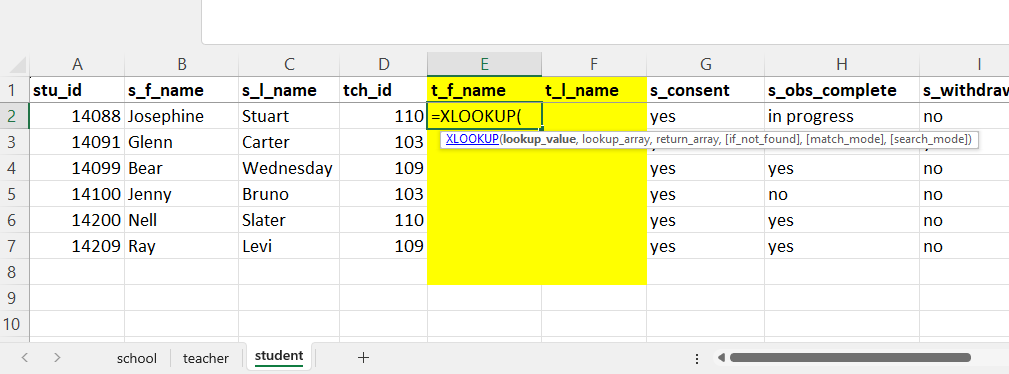 A B C D E F G H I
1 stu_id s_f_name s_l_name tch_id t_f_name t_l_name s_consent s_obs_complete s_withdraw
2 14088 Josephine Stuart 110 =XLOOKUP( yes in progress no
XLOOKUP(lookup_value, lookup_array, return_array, [if_not_found], [match_mode], [search_mode])
3 14091 Glenn Carter 103
4 14099 Bear Wednesday 109 yes yes no
5 14100 Jenny Bruno 103 yes no no
6 14200 Nell Slater 110 yes yes no
7 14209 Ray Levi 109 yes yes no
8
9
10
school teacher student +